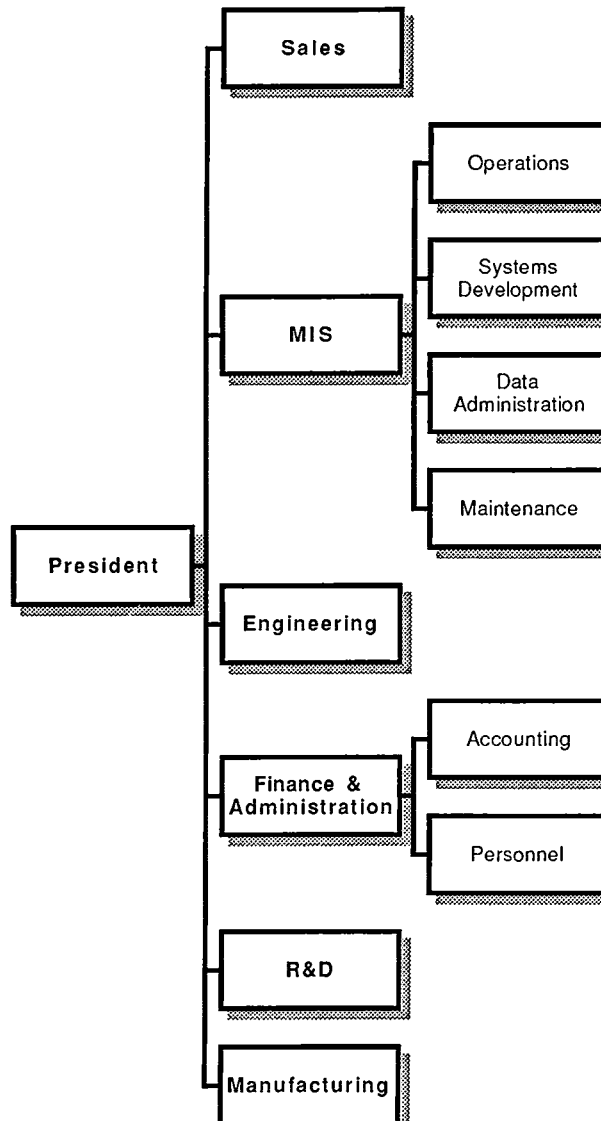 Sales
Operations
Systems
Development
MIS
Data
Administration
Maintenance
President
Engineering
Accounting
Finance &
Administration
Personnel
R&D
Manufacturing